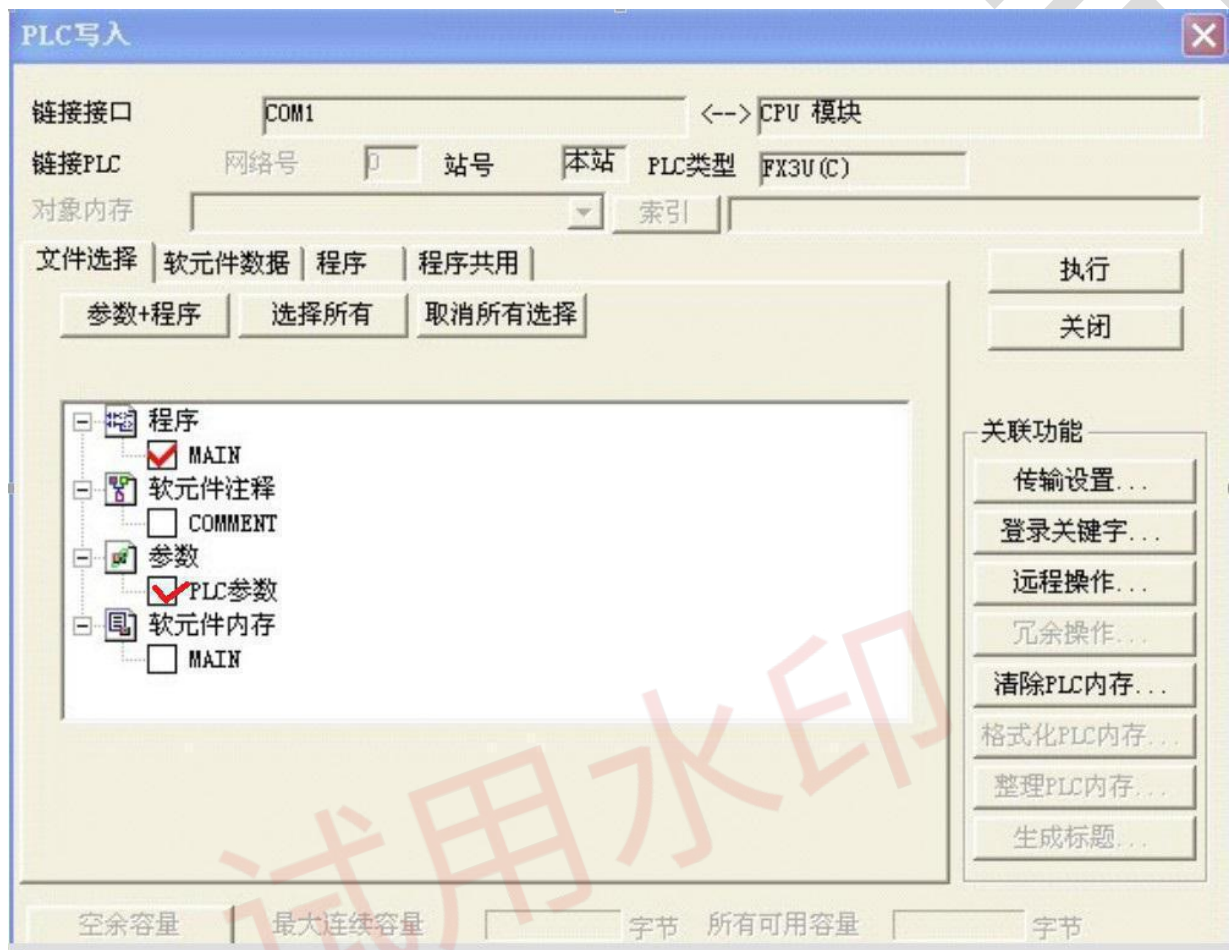 PLC写入
链接接口 COM1 <--> CPU 模块
链接PLC 网络号 0 站号 本站 PLC类型 FX3U(C)
对象内存 索引
文件选择 软元件数据 程序 程序共用
参数+程序 选择所有 取消所有选择
执行
关闭
程序
MAIN
软元件注释
COMMENT
参数
PLC参数
软元件内存
MAIN
关联功能
传输设置...
登录关键字...
远程操作...
冗余操作...
清除PLC内存...
格式化PLC内存...
整理PLC内存...
生成标题...
试用水印
空余容量 最大连续容量 字节 所有可用容量 字节